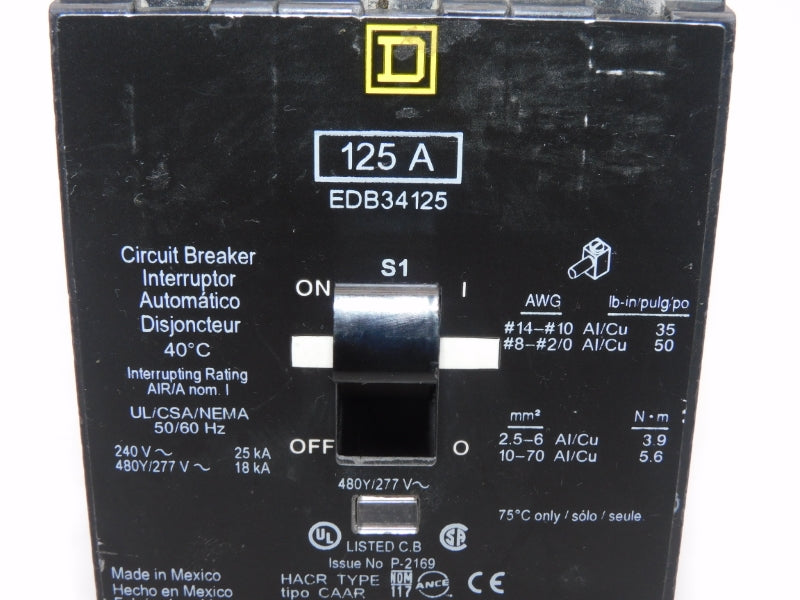 D
125 A
EDB34125
Circuit Breaker
Interruptor
Automático
Disjoncteur
40°C
Interrupting Rating
AIR/A nom. I
UL/CSA/NEMA
50/60 Hz
240 V ~ 25 kA
480Y/277 V ~ 18 kA
S1
ON I
OFF O
480Y/277 V~
AWG lb-in/pulg/po
#14–#10 Al/Cu 35
#8–#2/0 Al/Cu 50
mm² N•m
2.5–6 Al/Cu 3.9
10–70 Al/Cu 5.6
75°C only / sólo / seule
UL LISTED C.B SA
Issue No P-2169
HACR TYPE
tipo CAAR
NOM
117
ANCE
CE
Made in Mexico
Hecho en Mexico